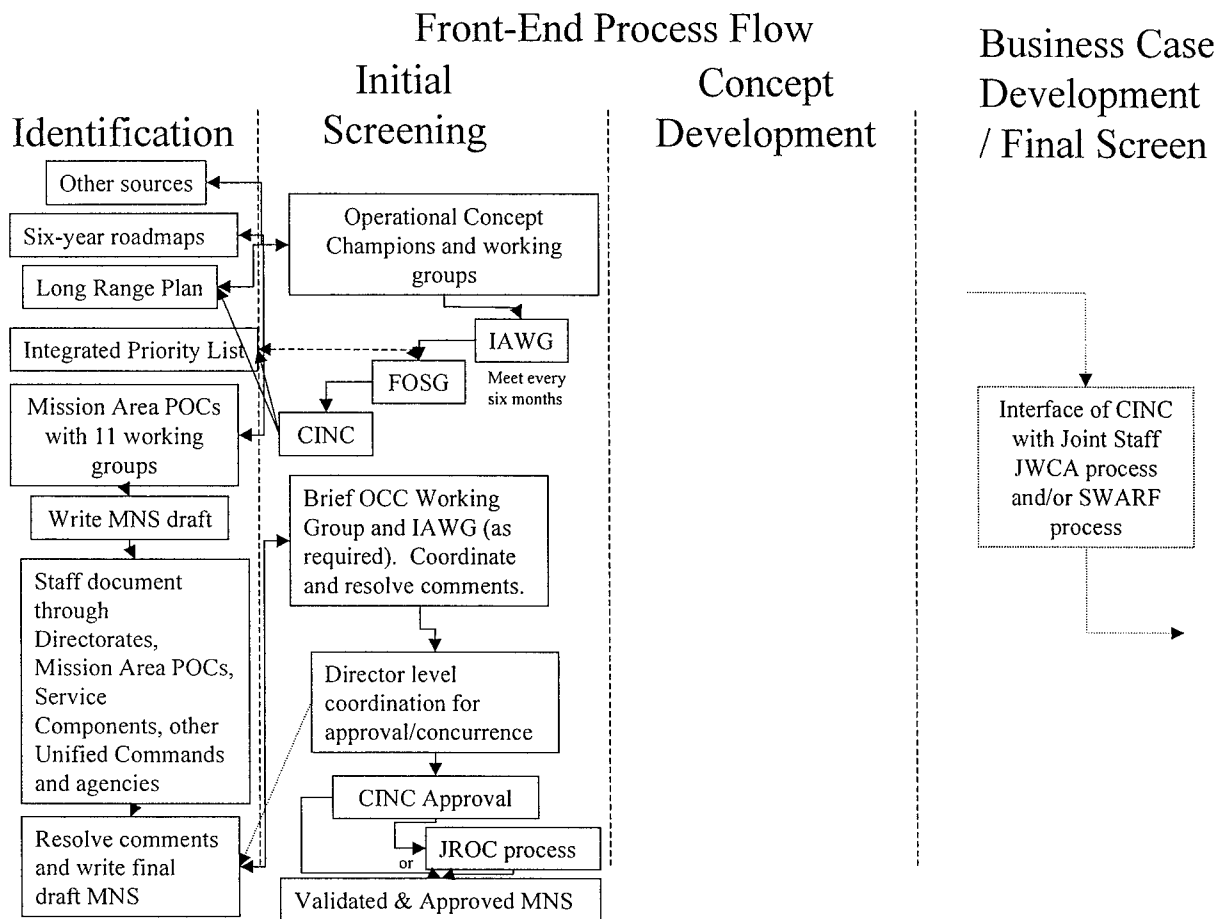 Front-End Process Flow
Identification
Initial
Screening
Concept
Development
Business Case
Development
/ Final Screen
Other sources
Six-year roadmaps
Long Range Plan
Integrated Priority List
Mission Area POCs
with 11 working
groups
Write MNS draft
Staff document
through
Directorates,
Mission Area POCs,
Service
Components, other
Unified Commands
and agencies
Resolve comments
and write final
draft MNS
Operational Concept
Champions and working
groups
IAWG
Meet every
six months
FOSG
CINC
Brief OCC Working
Group and IAWG (as
required). Coordinate
and resolve comments.
Director level
coordination for
approval/concurrence
CINC Approval
or
JROC process
Validated & Approved MNS
Interface of CINC
with Joint Staff
JWCA process
and/or SWARF
process